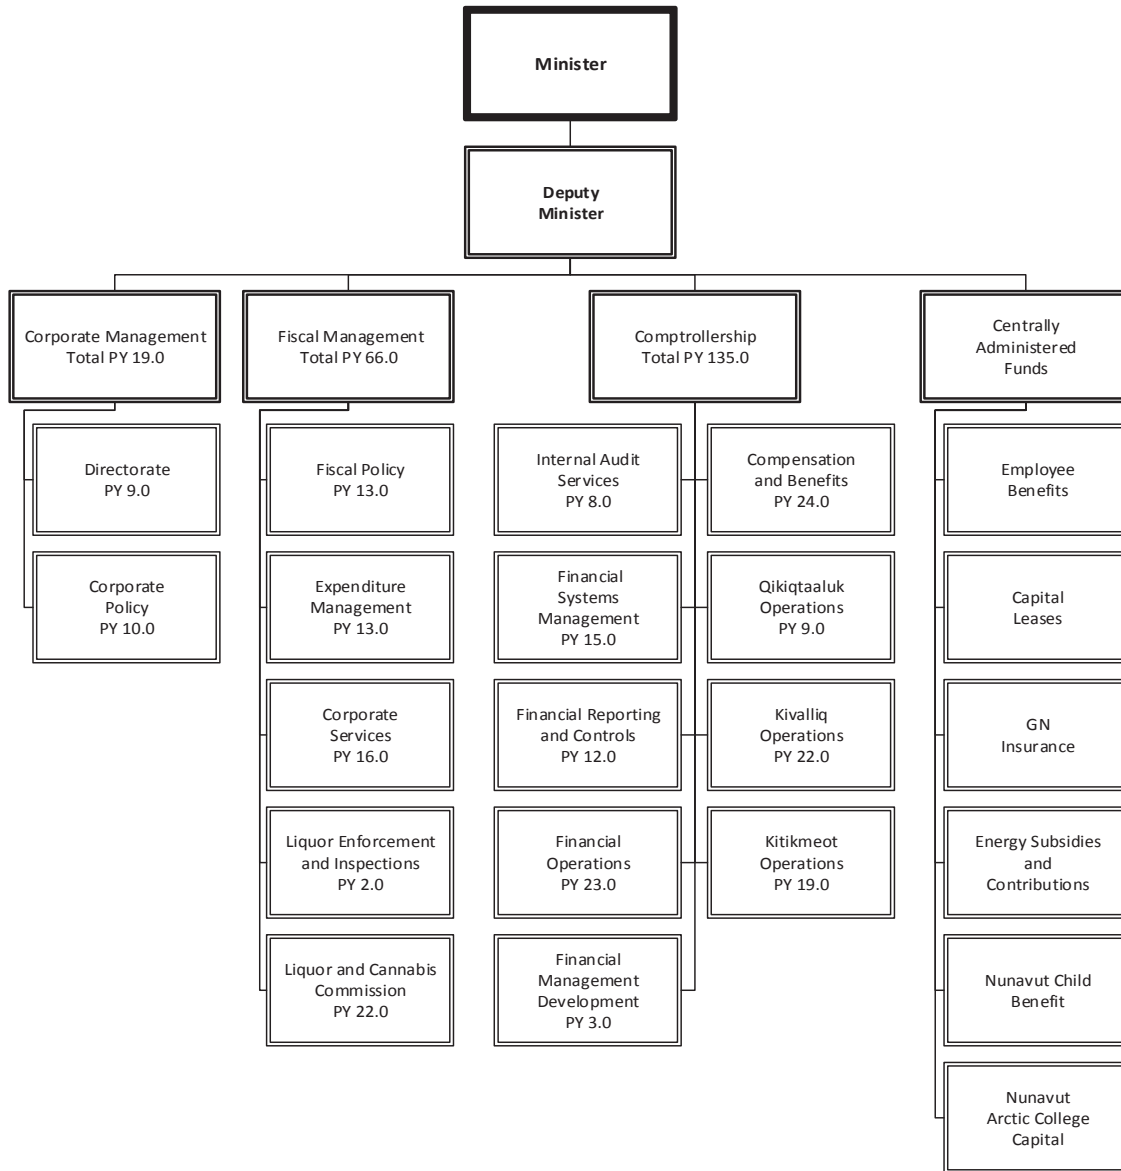 Minister
Deputy
Minister
Corporate Management
Total PY 19.0
Fiscal Management
Total PY 66.0
Comptrollership
Total PY 135.0
Centrally
Administered
Funds
Directorate
PY 9.0
Corporate
Policy
PY 10.0
Fiscal Policy
PY 13.0
Expenditure
Management
PY 13.0
Corporate
Services
PY 16.0
Liquor Enforcement
and Inspections
PY 2.0
Liquor and Cannabis
Commission
PY 22.0
Internal Audit
Services
PY 8.0
Financial
Systems
Management
PY 15.0
Financial Reporting
and Controls
PY 12.0
Financial
Operations
PY 23.0
Financial
Management
Development
PY 3.0
Compensation
and Benefits
PY 24.0
Qikiqtaaluk
Operations
PY 9.0
Kivalliq
Operations
PY 22.0
Kitikmeot
Operations
PY 19.0
Employee
Benefits
Capital
Leases
GN
Insurance
Energy Subsidies
and
Contributions
Nunavut Child
Benefit
Nunavut
Arctic College
Capital